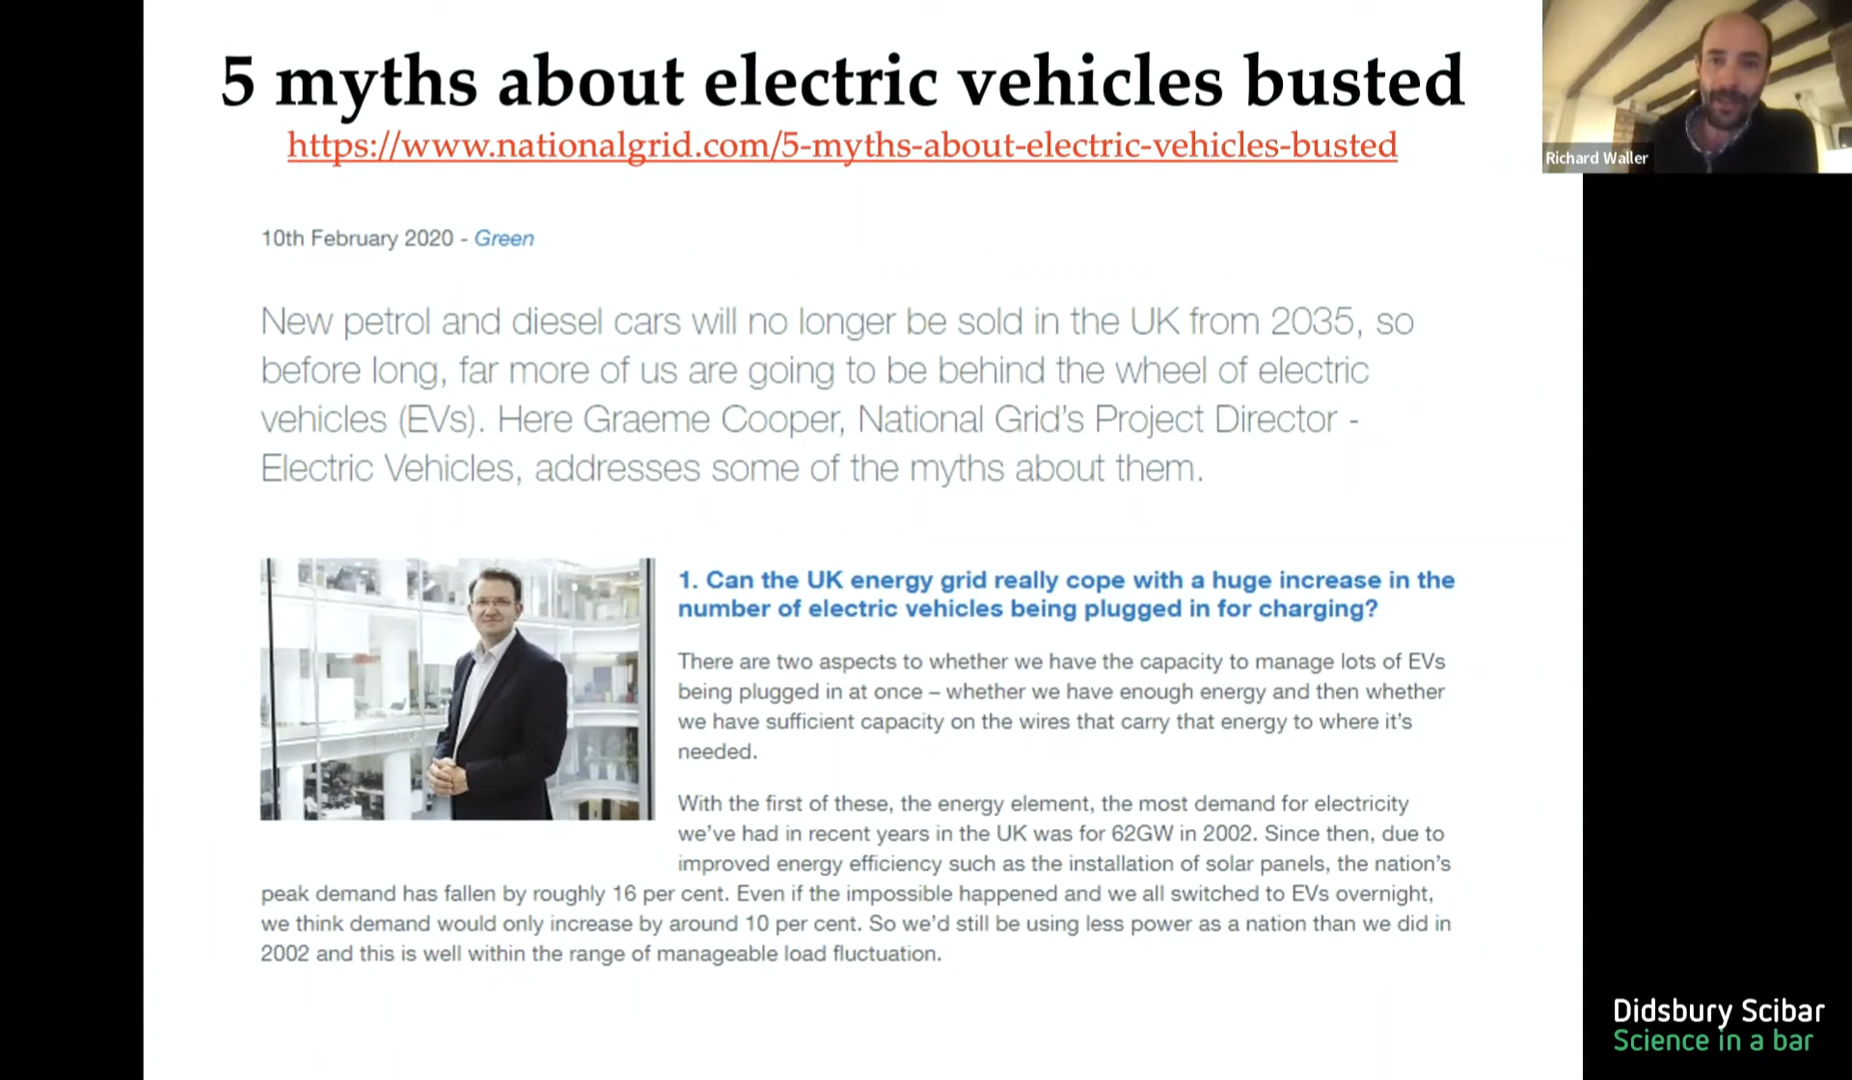 5 myths about electric vehicles busted
https://www.nationalgrid.com/5-myths-about-electric-vehicles-busted
Richard Waller
10th February 2020 - Green
New petrol and diesel cars will no longer be sold in the UK from 2035, so
before long, far more of us are going to be behind the wheel of electric
vehicles (EVs). Here Graeme Cooper, National Grid's Project Director -
Electric Vehicles, addresses some of the myths about them.
1. Can the UK energy grid really cope with a huge increase in the
number of electric vehicles being plugged in for charging?
There are two aspects to whether we have the capacity to manage lots of EVs
being plugged in at once – whether we have enough energy and then whether
we have sufficient capacity on the wires that carry that energy to where it's
needed.
With the first of these, the energy element, the most demand for electricity
we've had in recent years in the UK was for 62GW in 2002. Since then, due to
improved energy efficiency such as the installation of solar panels, the nation's
peak demand has fallen by roughly 16 per cent. Even if the impossible happened and we all switched to EVs overnight,
we think demand would only increase by around 10 per cent. So we'd still be using less power as a nation than we did in
2002 and this is well within the range of manageable load fluctuation.
Didsbury Scibar
Science in a bar